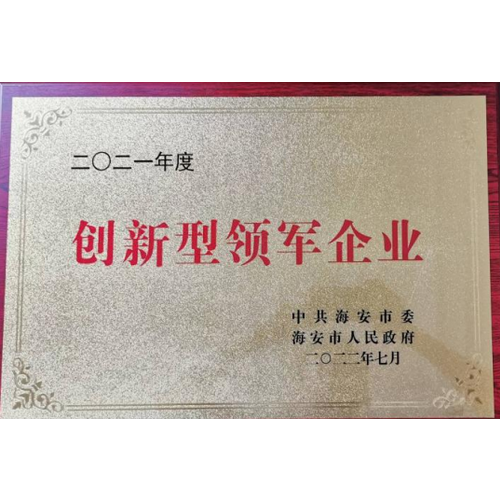 二〇二一年度
创新型领军企业
中共海安市委
海安市人民政府
二〇二二年七月